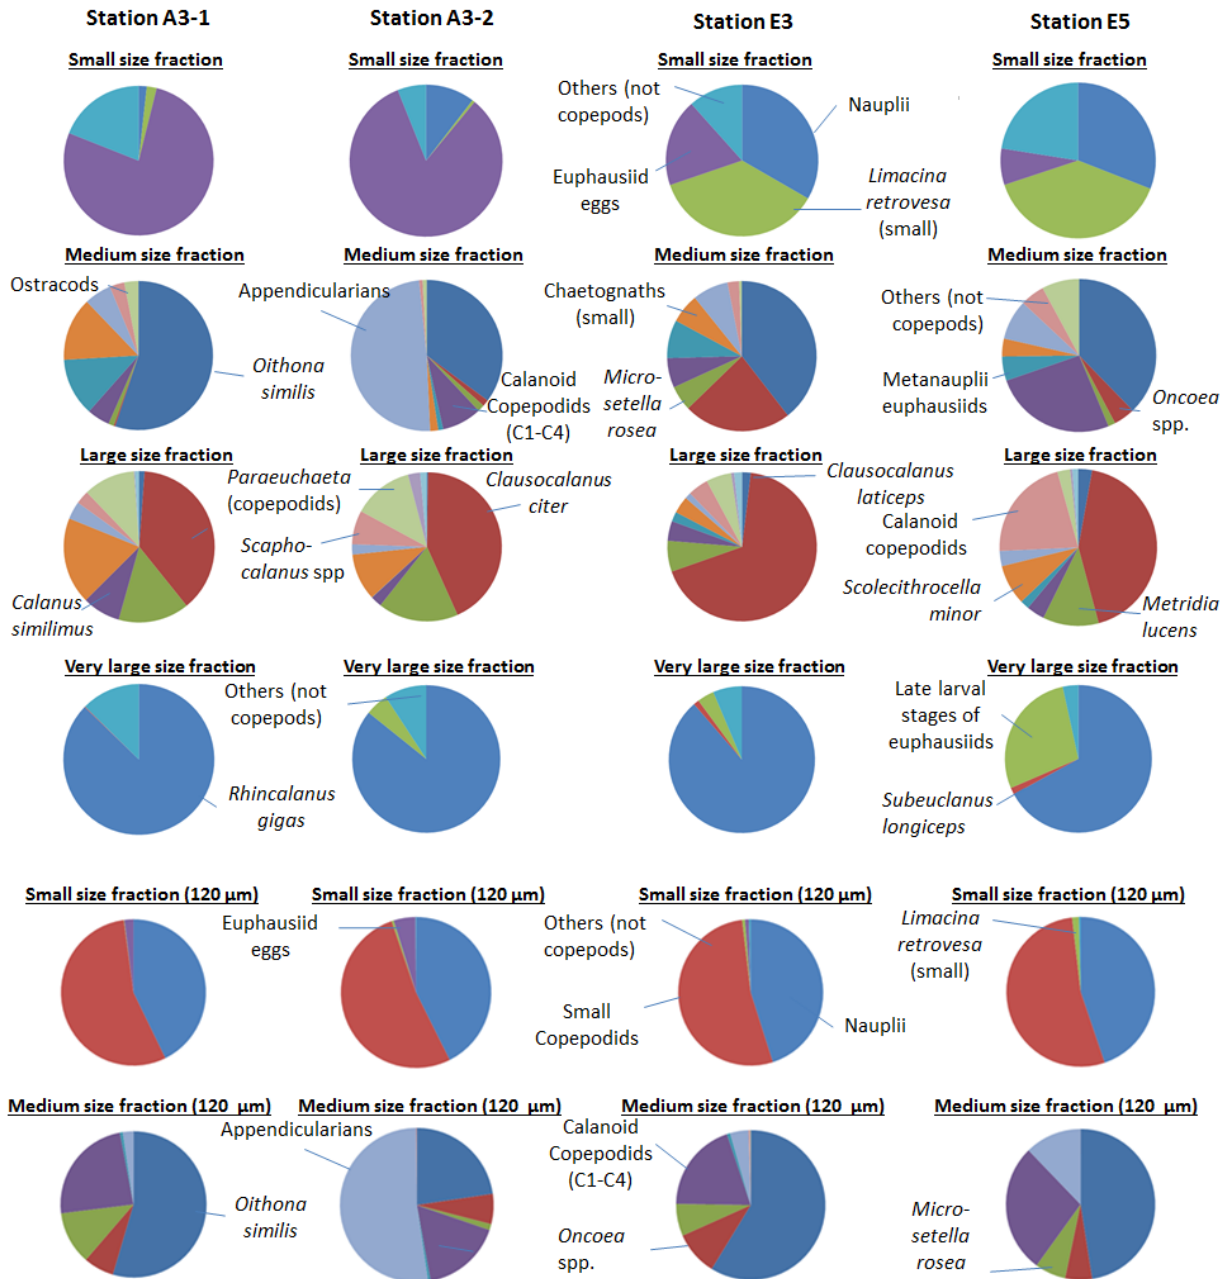 Station A3-1
Station A3-2
Station E3
Station E5
Small size fraction
Small size fraction
Small size fraction
Small size fraction
Others (not
copepods)
Nauplii
Euphausiid
eggs
Limacina
retrovesa
(small)
Medium size fraction
Medium size fraction
Medium size fraction
Medium size fraction
Ostracods
Appendicularians
Chaetognaths
(small)
Others (not
copepods)
Oithona
similis
Calanoid
Copepodids
(C1-C4)
Micro-
setella
rosea
Metanauplii
euphausiids
Oncoea
spp.
Large size fraction
Large size fraction
Large size fraction
Large size fraction
Paraeuchaeta
(copepodids)
Clausocalanus
citer
Clausocalanus
laticeps
Calanoid
copepodids
Scapho-
calanus spp
Calanus
similimus
Scolecithrocella
minor
Metridia
lucens
Very large size fraction
Very large size fraction
Very large size fraction
Very large size fraction
Others (not
copepods)
Late larval
stages of
euphausiids
Rhincalanus
gigas
Subeuclanus
longiceps
Small size fraction (120 µm)
Small size fraction (120 µm)
Small size fraction (120 µm)
Small size fraction (120 µm)
Euphausiid
eggs
Others (not
copepods)
Limacina
retrovesa
(small)
Small
Copepodids
Nauplii
Medium size fraction (120 µm)
Medium size fraction (120 µm)
Medium size fraction (120 µm)
Medium size fraction (120 µm)
Appendicularians
Calanoid
Copepodids
(C1-C4)
Oithona
similis
Oncoea
spp.
Micro-
setella
rosea